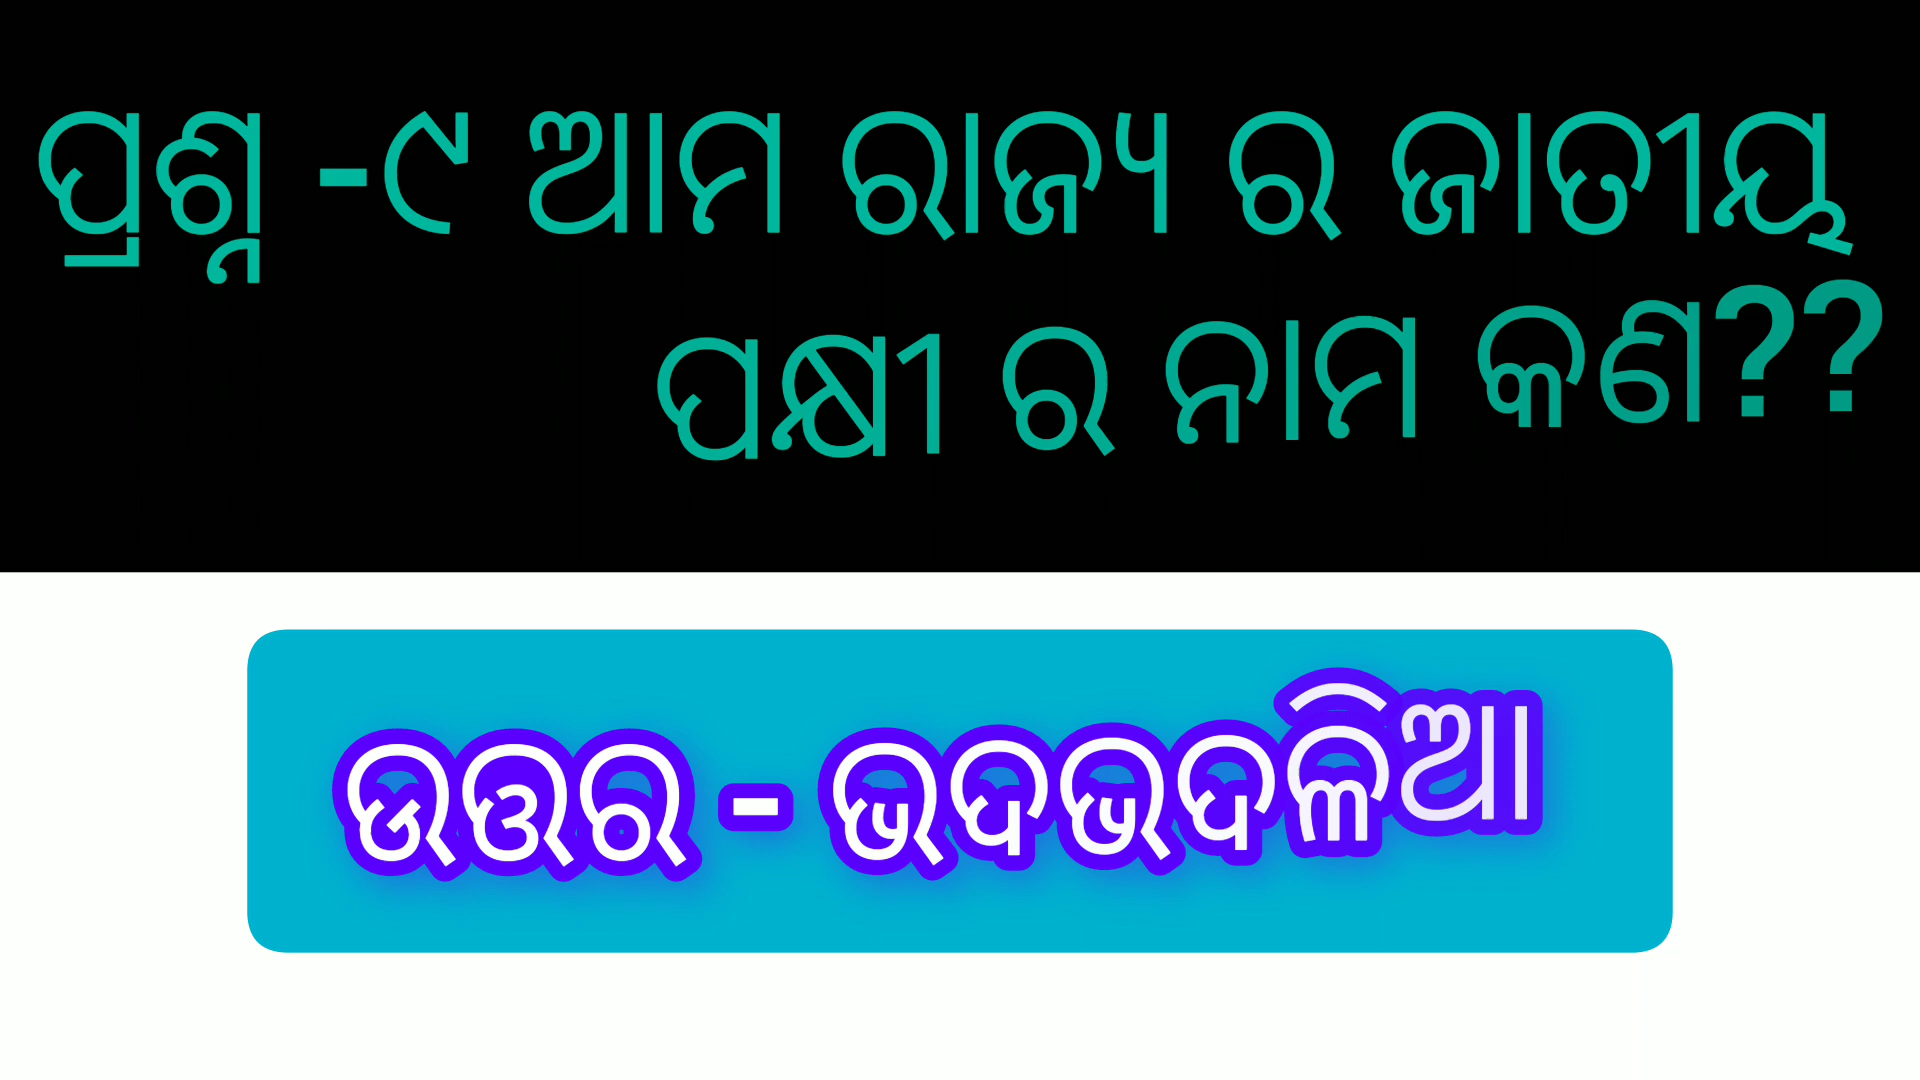 ପ୍ରଶ୍ନ -୯ ଆମ ରାଜ୍ୟ ର ଜାତୀୟ
ପକ୍ଷୀ ର ନାମ କଣ??
ଉତ୍ତର - ଭଦଭଦଳିଆ